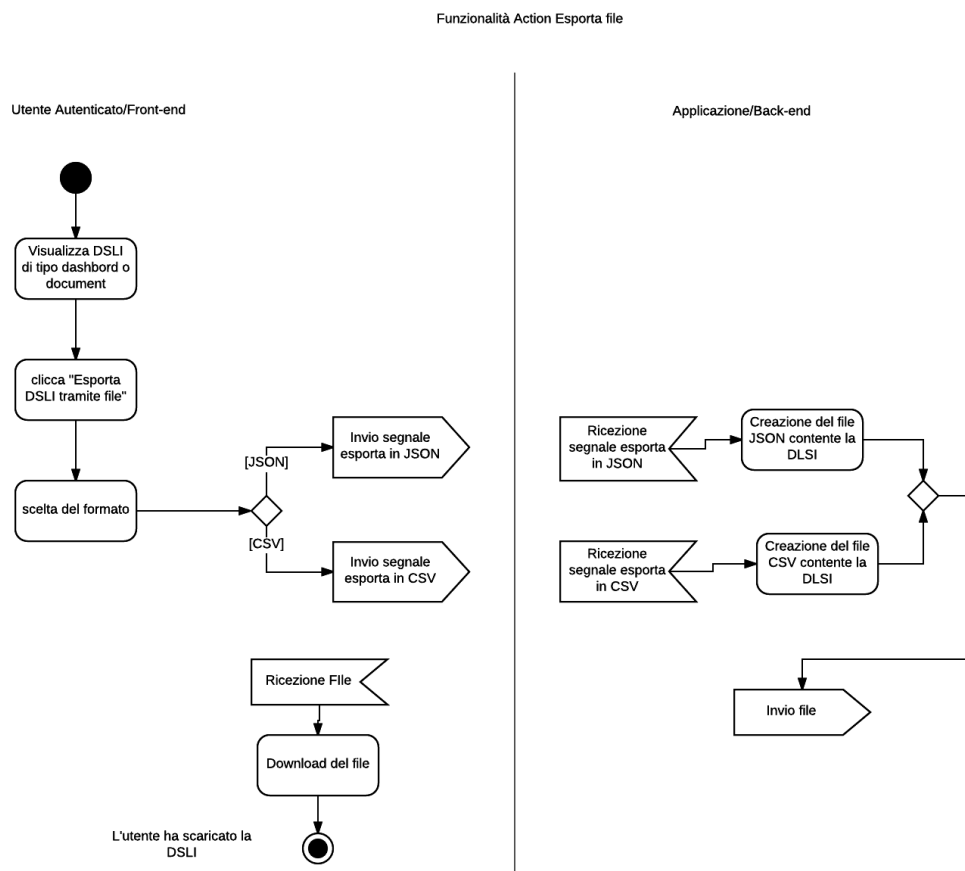 Funzionalità Action Esporta file
Utente Autenticato/Front-end
Applicazione/Back-end
Visualizza DSLI
di tipo dashbord o
document
clicca "Esporta
DSLI tramite file"
scelta del formato
[JSON]
[CSV]
Invio segnale
esporta in JSON
Invio segnale
esporta in CSV
Ricezione
segnale esporta
in JSON
Creazione del file
JSON contente la
DLSI
Ricezione
segnale esporta
in CSV
Creazione del file
CSV contente la
DLSI
Ricezione FIle
Invio file
Download del file
L'utente ha scaricato la
DSLI